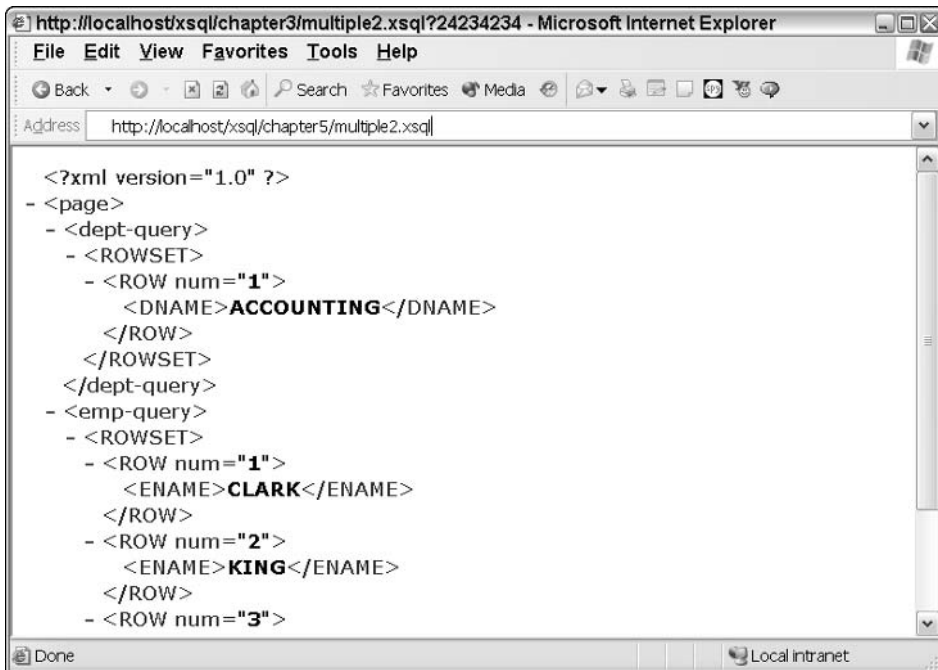 http://localhost/xsql/chapter3/multiple2.xsql?24234234 - Microsoft Internet Explorer
File Edit View Favorites Tools Help
Back Search Favorites Media
Address http://localhost/xsql/chapter5/multiple2.xsql
<?xml version="1.0" ?>
- <page>
- <dept-query>
- <ROWSET>
- <ROW num="1">
<DNAME>ACCOUNTING</DNAME>
</ROW>
</ROWSET>
</dept-query>
- <emp-query>
- <ROWSET>
- <ROW num="1">
<ENAME>CLARK</ENAME>
</ROW>
- <ROW num="2">
<ENAME>KING</ENAME>
</ROW>
- <ROW num="3">
Done Local intranet